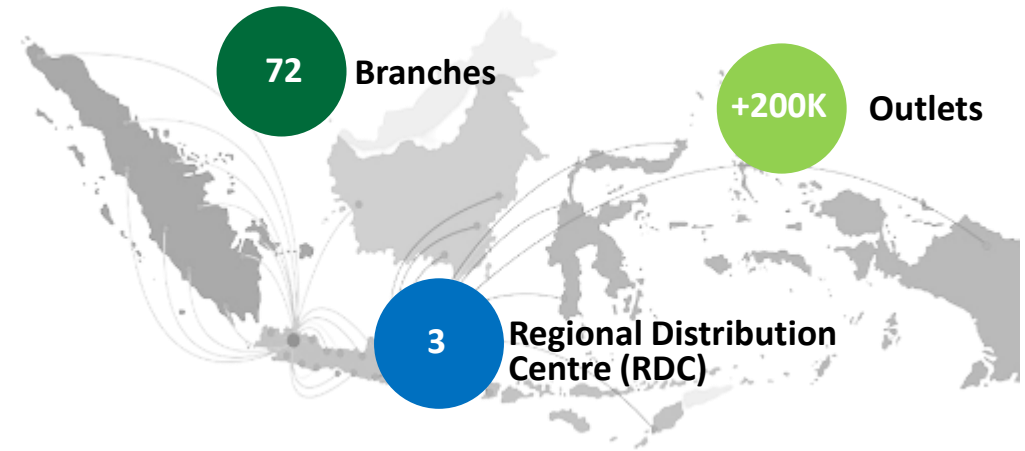 72
Branches
+200K
Outlets
3
Regional Distribution
Centre (RDC)